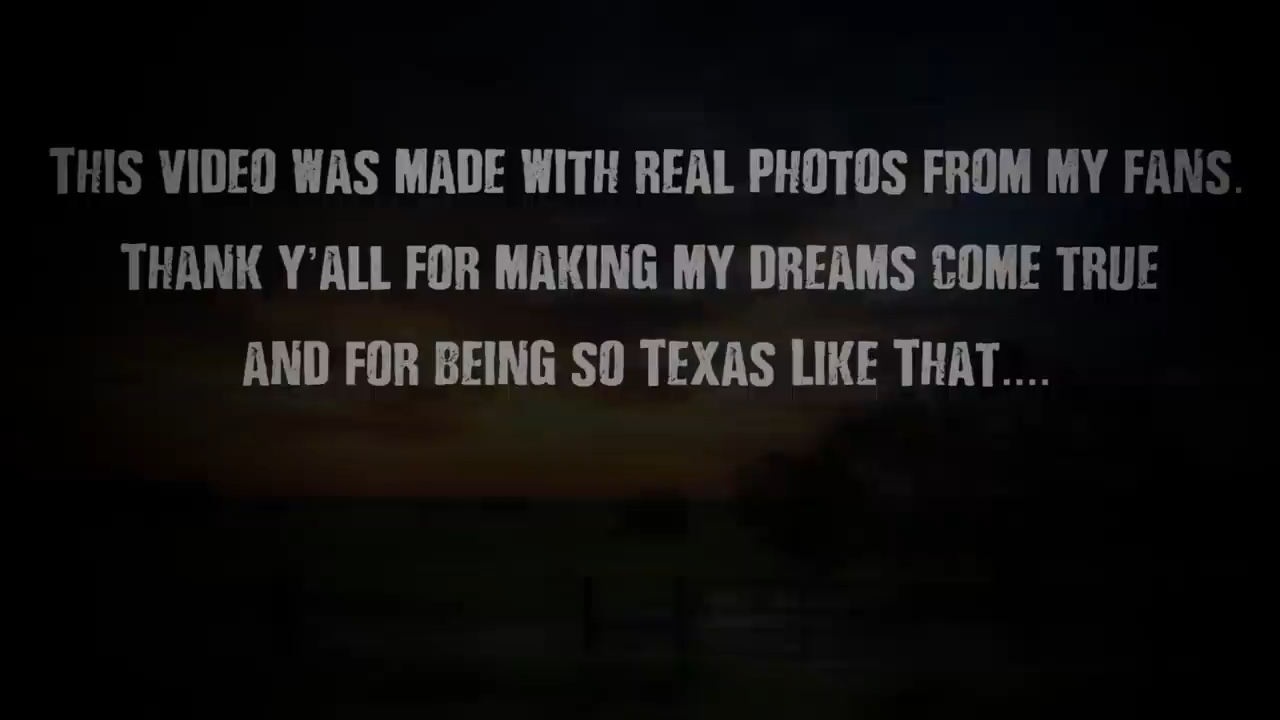 THIS VIDEO WAS MADE WITH REAL PHOTOS FROM MY FANS.
THANK Y'ALL FOR MAKING MY DREAMS COME TRUE
AND FOR BEING SO TEXAS LIKE THAT....